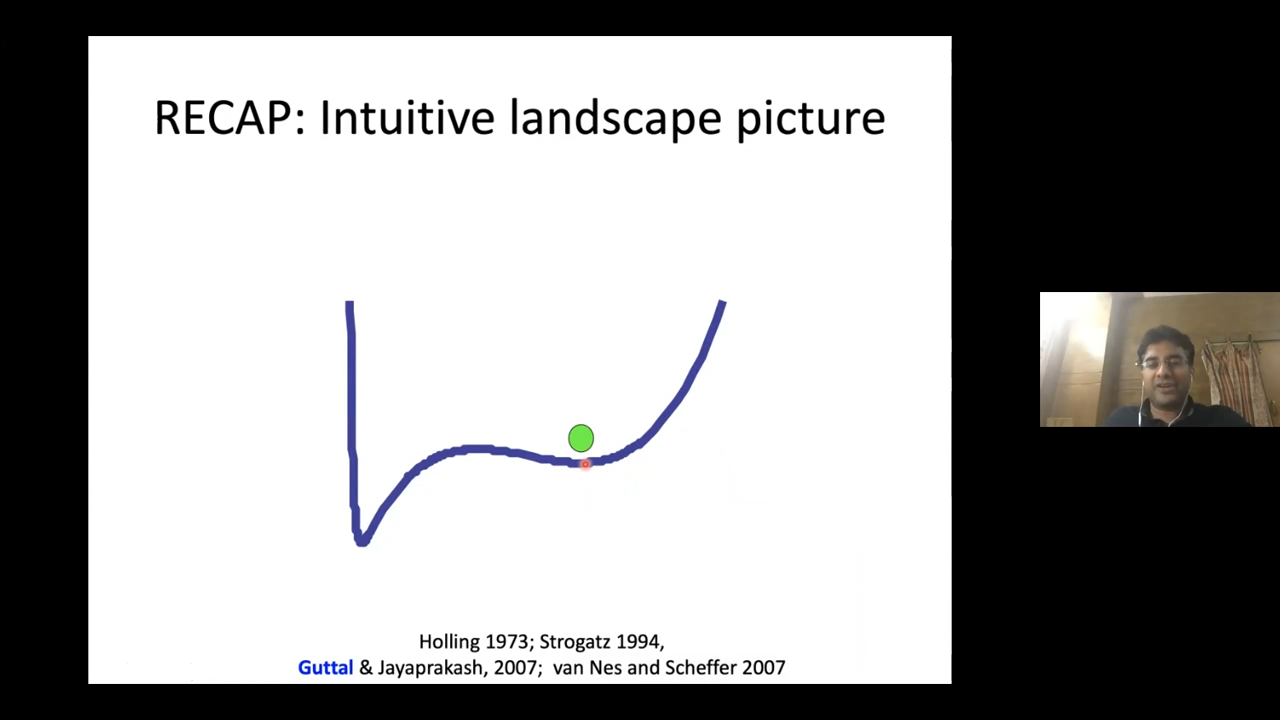 RECAP: Intuitive landscape picture
Holling 1973; Strogatz 1994,
Guttal & Jayaprakash, 2007;  van Nes and Scheffer 2007